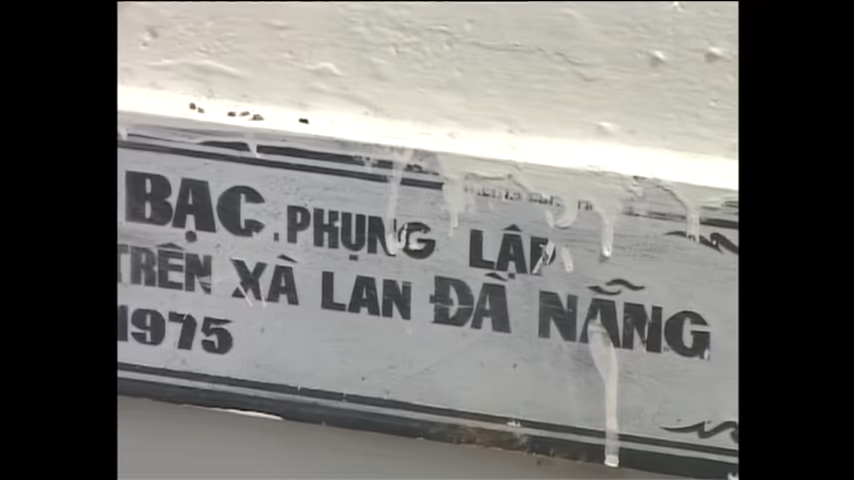 BẠC, PHỤNG LẬP
TRÊN XÀ LAN ĐÀ NẴNG
1975